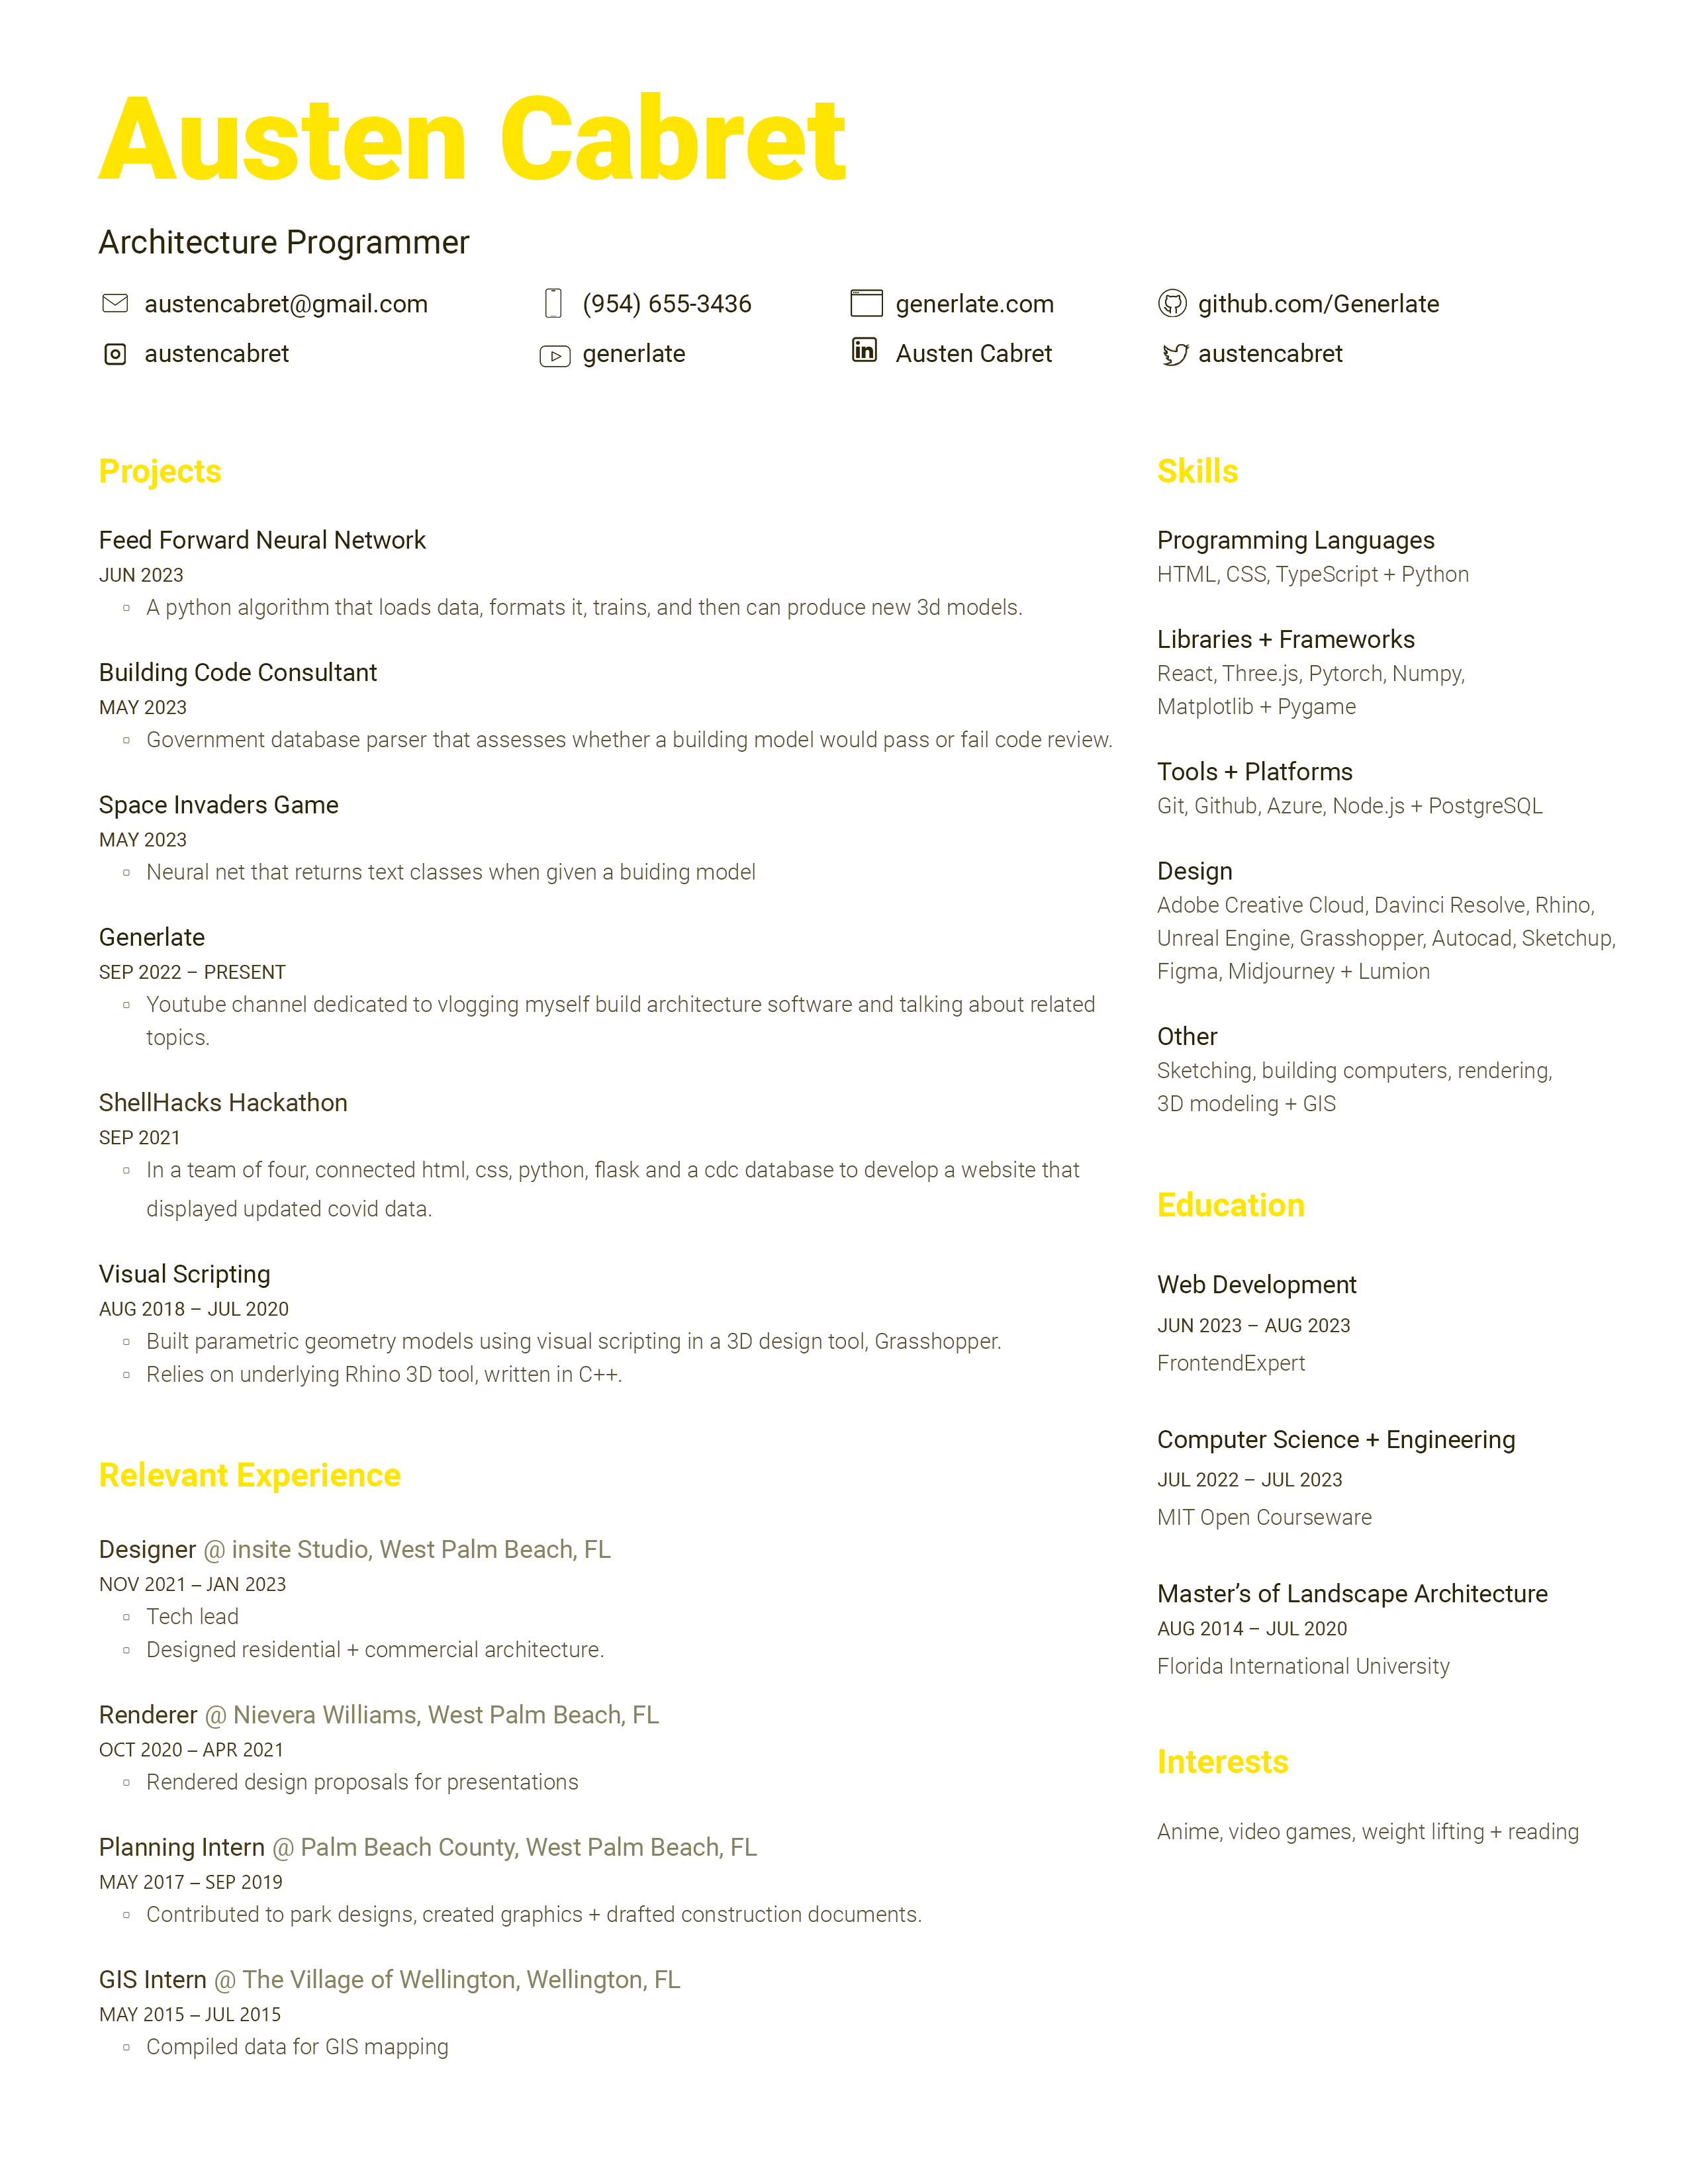 Austen Cabret
Architecture Programmer
austencabret@gmail.com
(954) 655-3436
generlate.com
github.com/Generlate
austencabret
generlate
Austen Cabret
austencabret
Projects
Feed Forward Neural Network
JUN 2023
A python algorithm that loads data, formats it, trains, and then can produce new 3d models.
Building Code Consultant
MAY 2023
Government database parser that assesses whether a building model would pass or fail code review.
Space Invaders Game
MAY 2023
Neural net that returns text classes when given a buiding model
Generlate
SEP 2022 – PRESENT
Youtube channel dedicated to vlogging myself build architecture software and talking about related
topics.
ShellHacks Hackathon
SEP 2021
In a team of four, connected html, css, python, flask and a cdc database to develop a website that
displayed updated covid data.
Visual Scripting
AUG 2018 – JUL 2020
Built parametric geometry models using visual scripting in a 3D design tool, Grasshopper.
Relies on underlying Rhino 3D tool, written in C++.
Relevant Experience
Designer @ insite Studio, West Palm Beach, FL
NOV 2021 – JAN 2023
Tech lead
Designed residential + commercial architecture.
Renderer @ Nievera Williams, West Palm Beach, FL
OCT 2020 – APR 2021
Rendered design proposals for presentations
Planning Intern @ Palm Beach County, West Palm Beach, FL
MAY 2017 – SEP 2019
Contributed to park designs, created graphics + drafted construction documents.
GIS Intern @ The Village of Wellington, Wellington, FL
MAY 2015 – JUL 2015
Compiled data for GIS mapping
Skills
Programming Languages
HTML, CSS, TypeScript + Python
Libraries + Frameworks
React, Three.js, Pytorch, Numpy,
Matplotlib + Pygame
Tools + Platforms
Git, Github, Azure, Node.js + PostgreSQL
Design
Adobe Creative Cloud, Davinci Resolve, Rhino,
Unreal Engine, Grasshopper, Autocad, Sketchup,
Figma, Midjourney + Lumion
Other
Sketching, building computers, rendering,
3D modeling + GIS
Education
Web Development
JUN 2023 – AUG 2023
FrontendExpert
Computer Science + Engineering
JUL 2022 – JUL 2023
MIT Open Courseware
Master’s of Landscape Architecture
AUG 2014 – JUL 2020
Florida International University
Interests
Anime, video games, weight lifting + reading